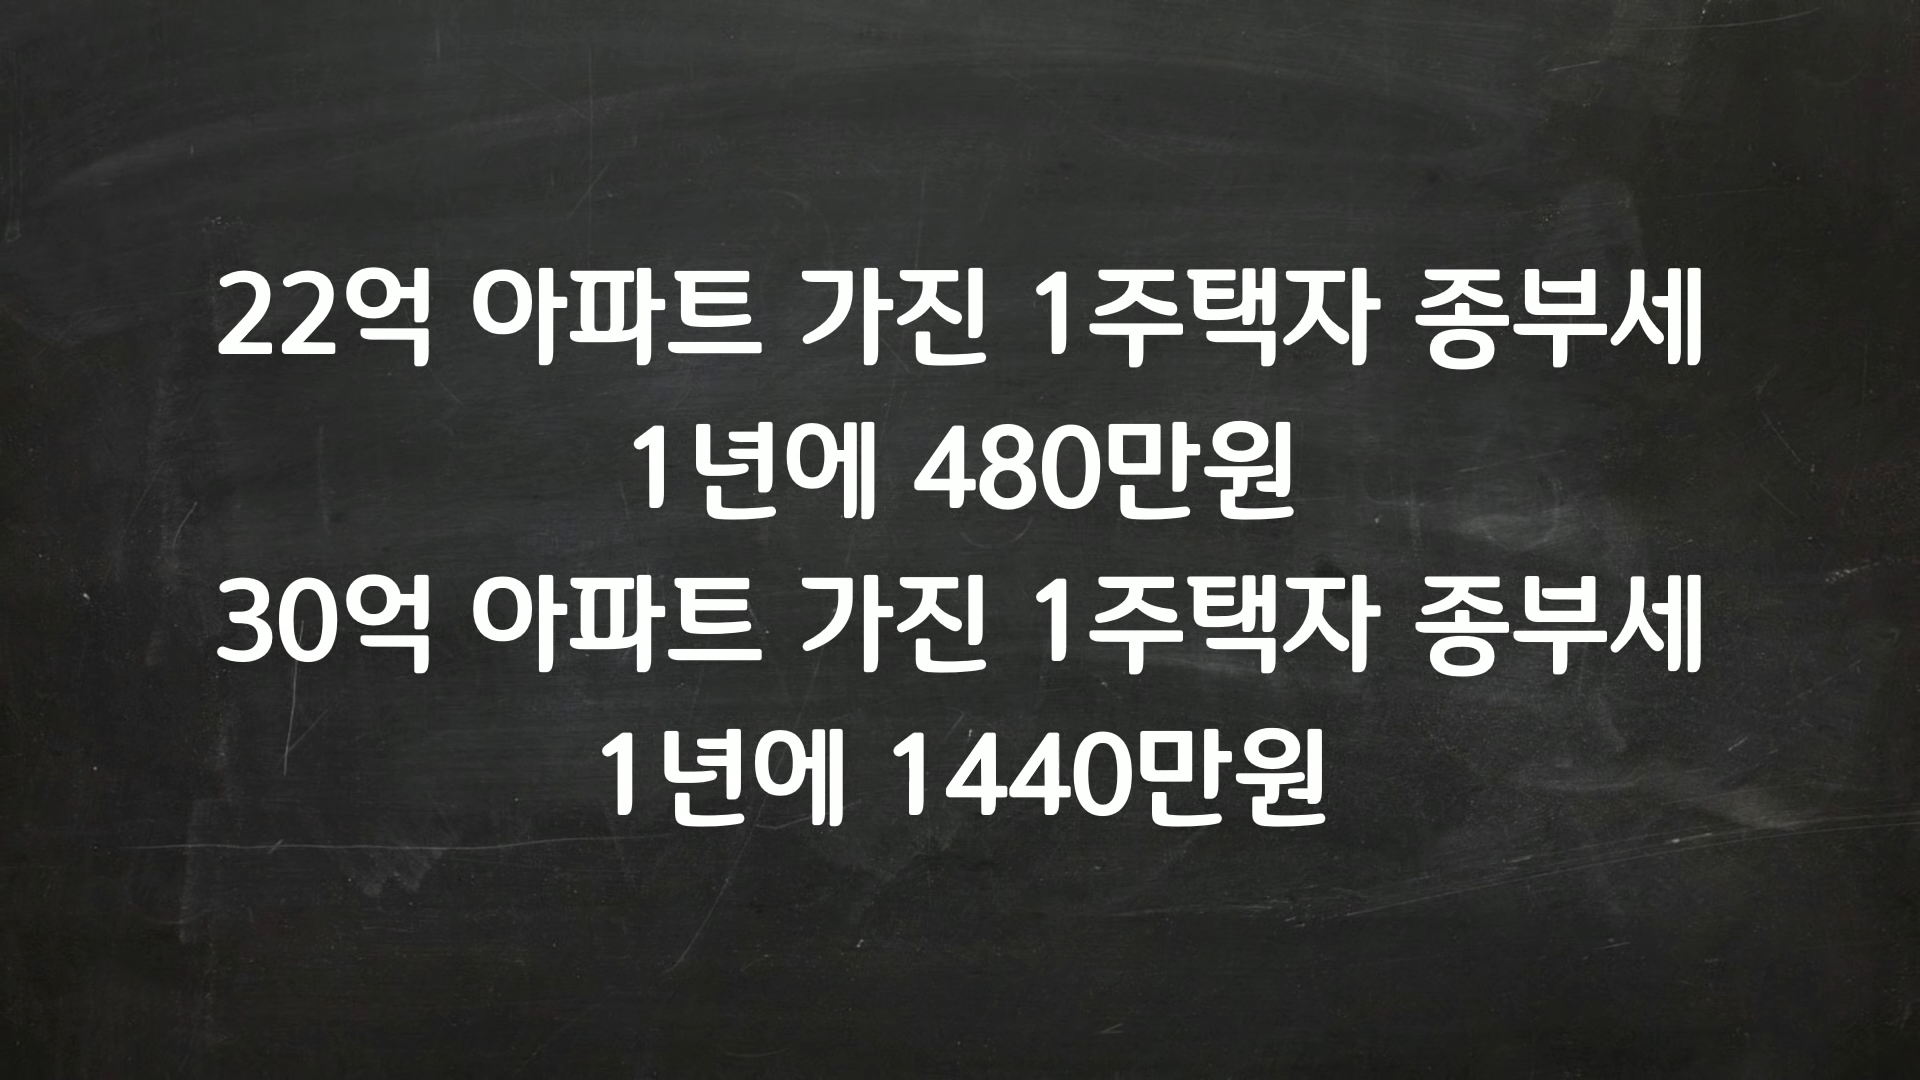 22억 아파트 가진 1주택자 종부세
1년에 480만원
30억 아파트 가진 1주택자 종부세
1년에 1440만원